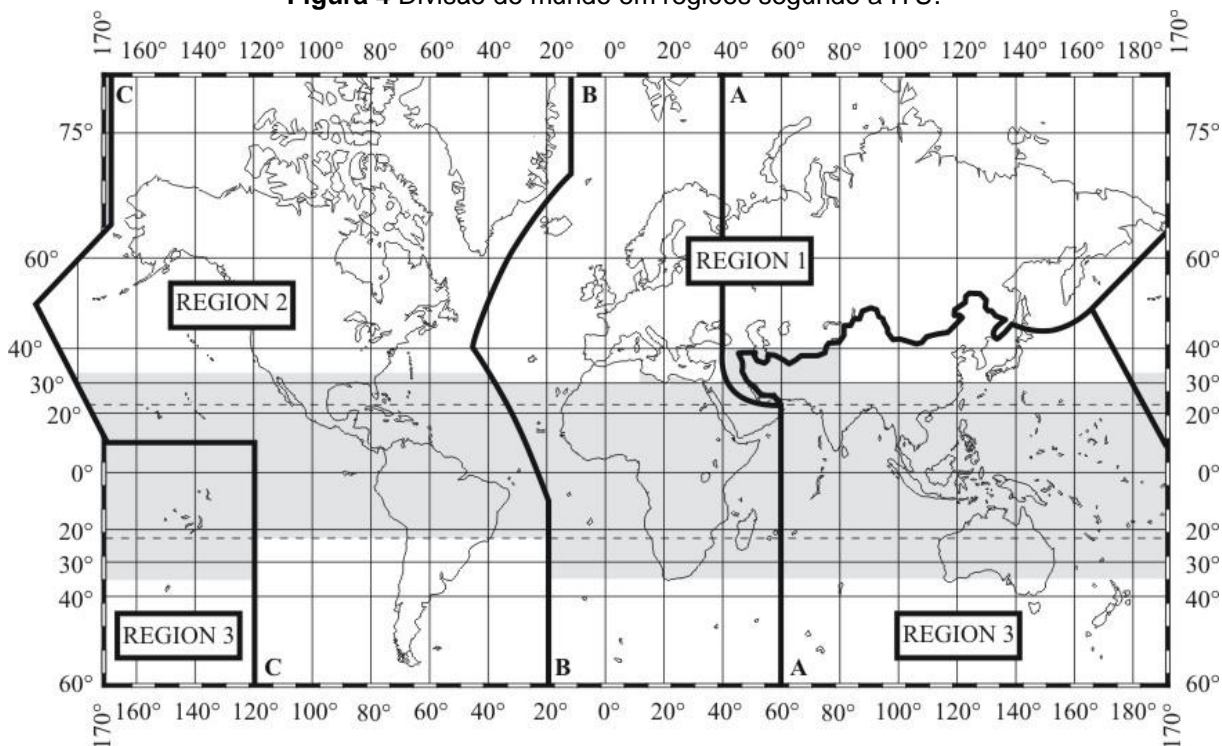 Figura 4 Divisão do mundo em regiões segundo a ITU.
170° 160° 140° 120° 100° 80° 60° 40° 20° 0° 20° 40° 60° 80° 100° 120° 140° 160° 180° 170°
C B A
75° 75°
60° REGION 1 60°
REGION 2
40° 40°
30° 30°
20° 20°
0° 0°
20° 20°
30° 30°
40° 40°
REGION 3 REGION 3
C B A
60° 60°
170° 160° 140° 120° 100° 80° 60° 40° 20° 0° 20° 40° 60° 80° 100° 120° 140° 160° 180° 170°